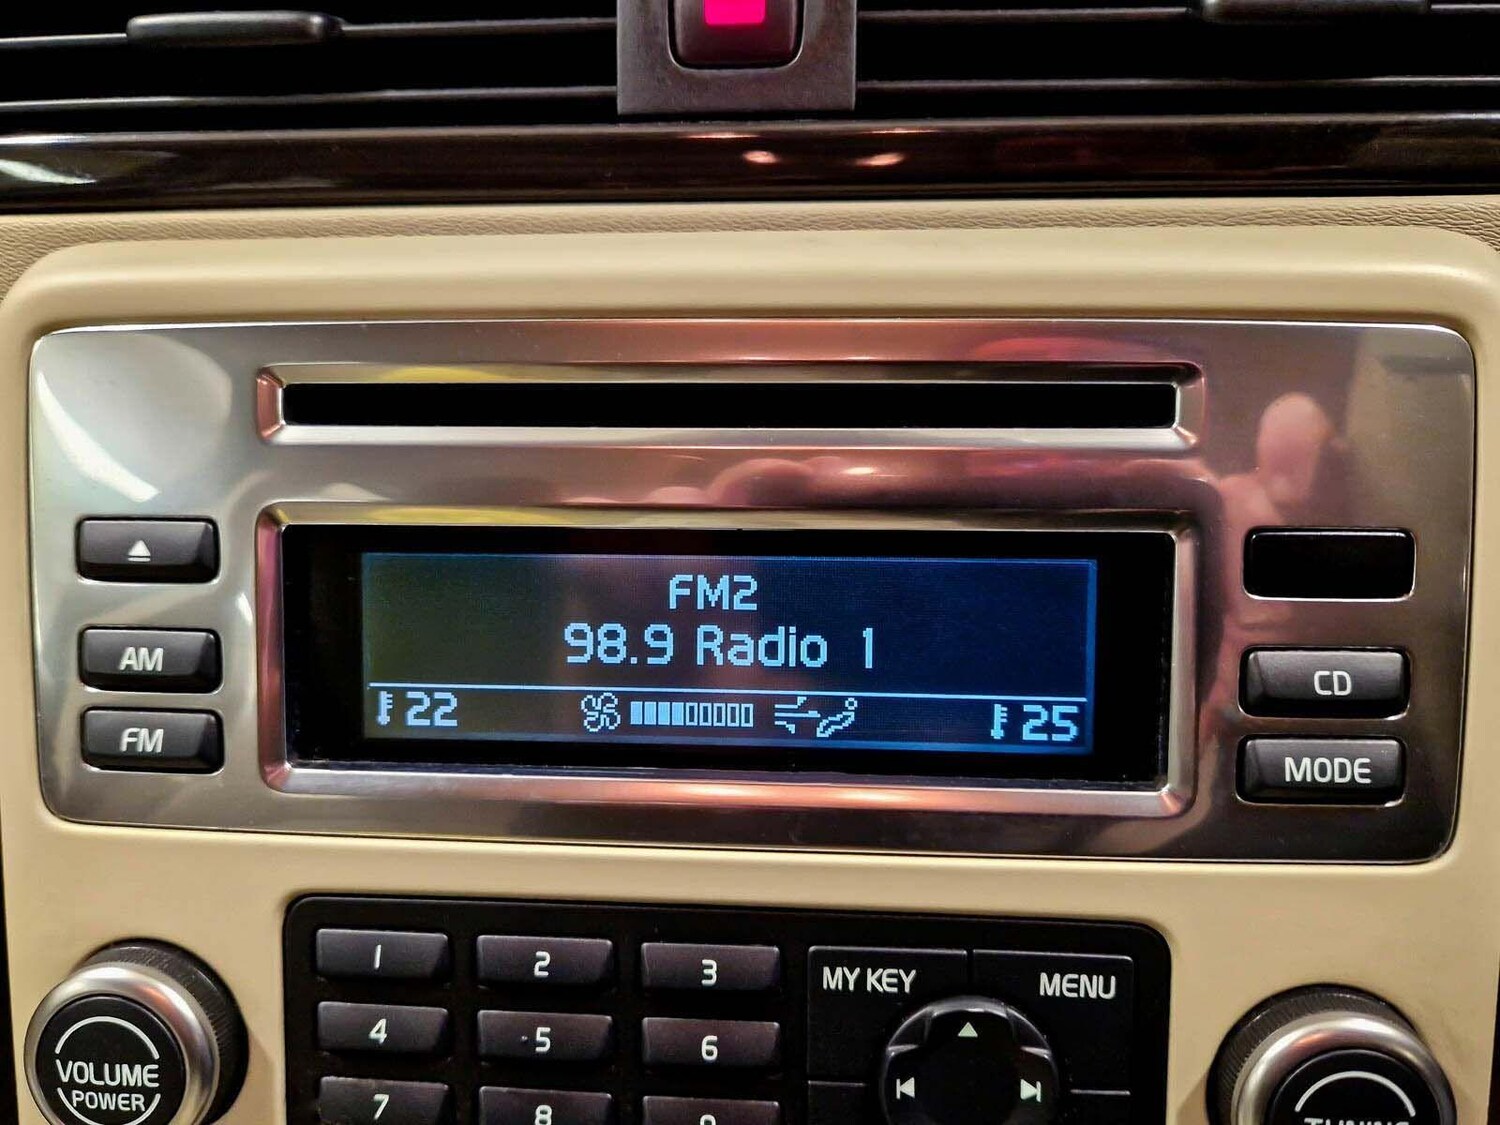 FM2
98.9 Radio 1
22 25
AM
FM
CD
MODE
1 2 3
4 5 6
7 8
MY KEY MENU
VOLUME
POWER